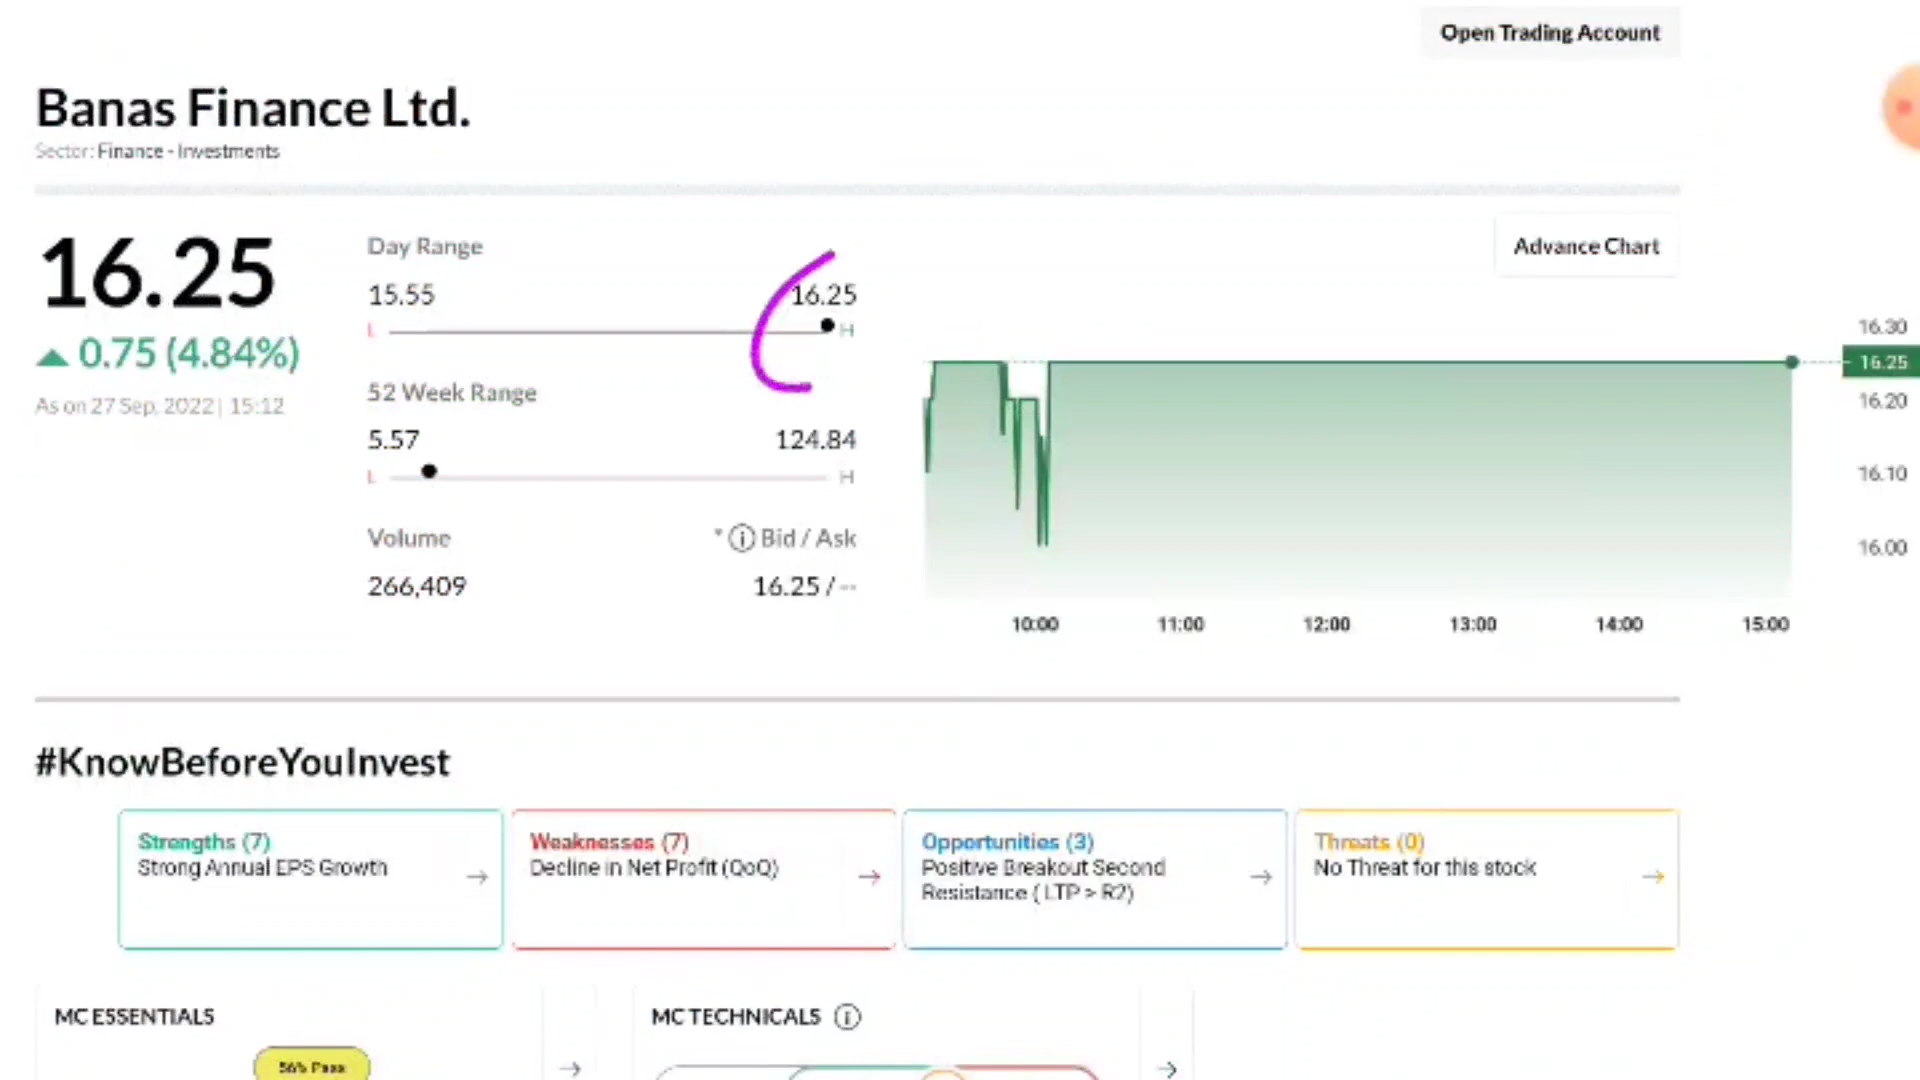 Open Trading Account
Banas Finance Ltd.
Sector: Finance - Investments
16.25
0.75 (4.84%)
As on 27 Sep, 2022 | 15:12
Day Range
15.55
16.25
L
H
52 Week Range
5.57
124.84
L
H
Volume
* i Bid / Ask
266,409
16.25 / --
Advance Chart
16.30
16.25
16.20
16.10
16.00
10:00
11:00
12:00
13:00
14:00
15:00
#KnowBeforeYouInvest
Strengths (7)
Strong Annual EPS Growth
Weaknesses (7)
Decline in Net Profit (QoQ)
Opportunities (3)
Positive Breakout Second
Resistance ( LTP > R2)
Threats (0)
No Threat for this stock
MC ESSENTIALS
56% Pass
MC TECHNICALS i